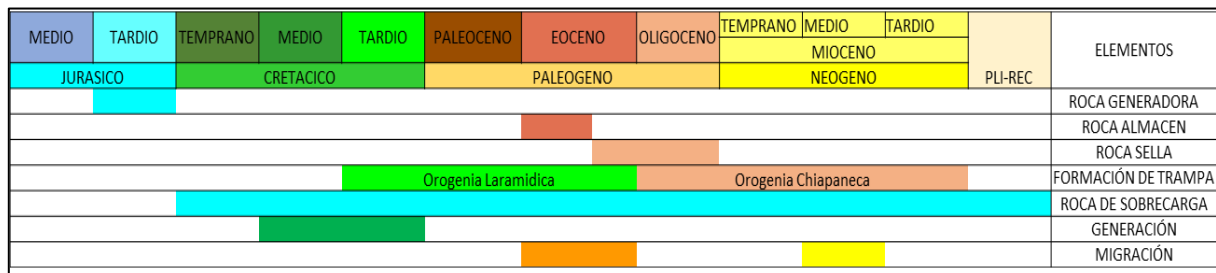 MEDIO TARDIO TEMPRANO MEDIO TARDIO PALEOCENO EOCENO OLIGOCENO TEMPRANO MEDIO TARDIO
MIOCENO
JURASICO CRETACICO PALEOGENO NEOGENO PLI-REC
ELEMENTOS
ROCA GENERADORA
ROCA ALMACEN
ROCA SELLA
Orogenia Laramidica Orogenia Chiapaneca FORMACIÓN DE TRAMPA
ROCA DE SOBRECARGA
GENERACIÓN
MIGRACIÓN